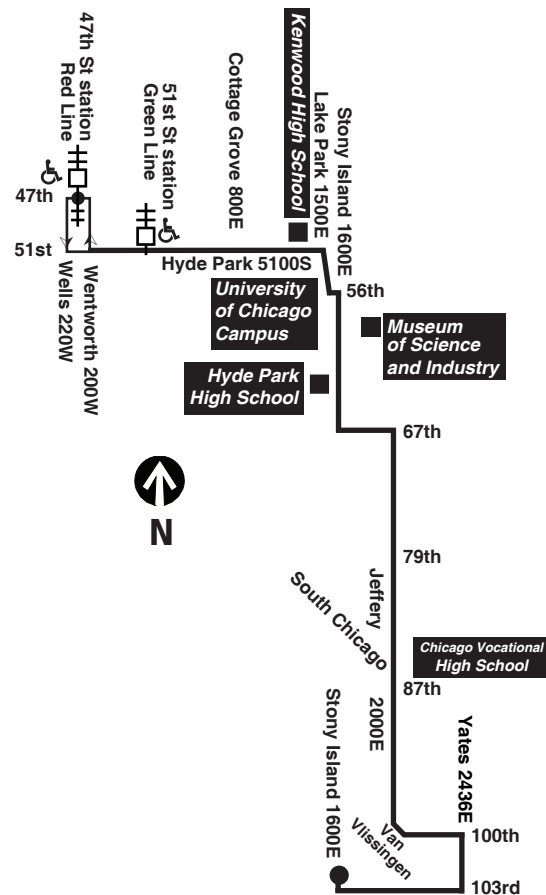 47th St station
Red Line
51st St station
Green Line
Cottage Grove 800E
Kenwood High School
Lake Park 1500E
Stony Island 1600E
47th
51st
Hyde Park 5100S
Wells 220W
Wentworth 200W
University
of Chicago
Campus
56th
Museum
of Science
and Industry
Hyde Park
High School
67th
N
79th
Jeffery
South Chicago
Chicago Vocational
High School
87th
2000E
Stony Island 1600E
Yates 2436E
Van
Vlissingen
100th
103rd